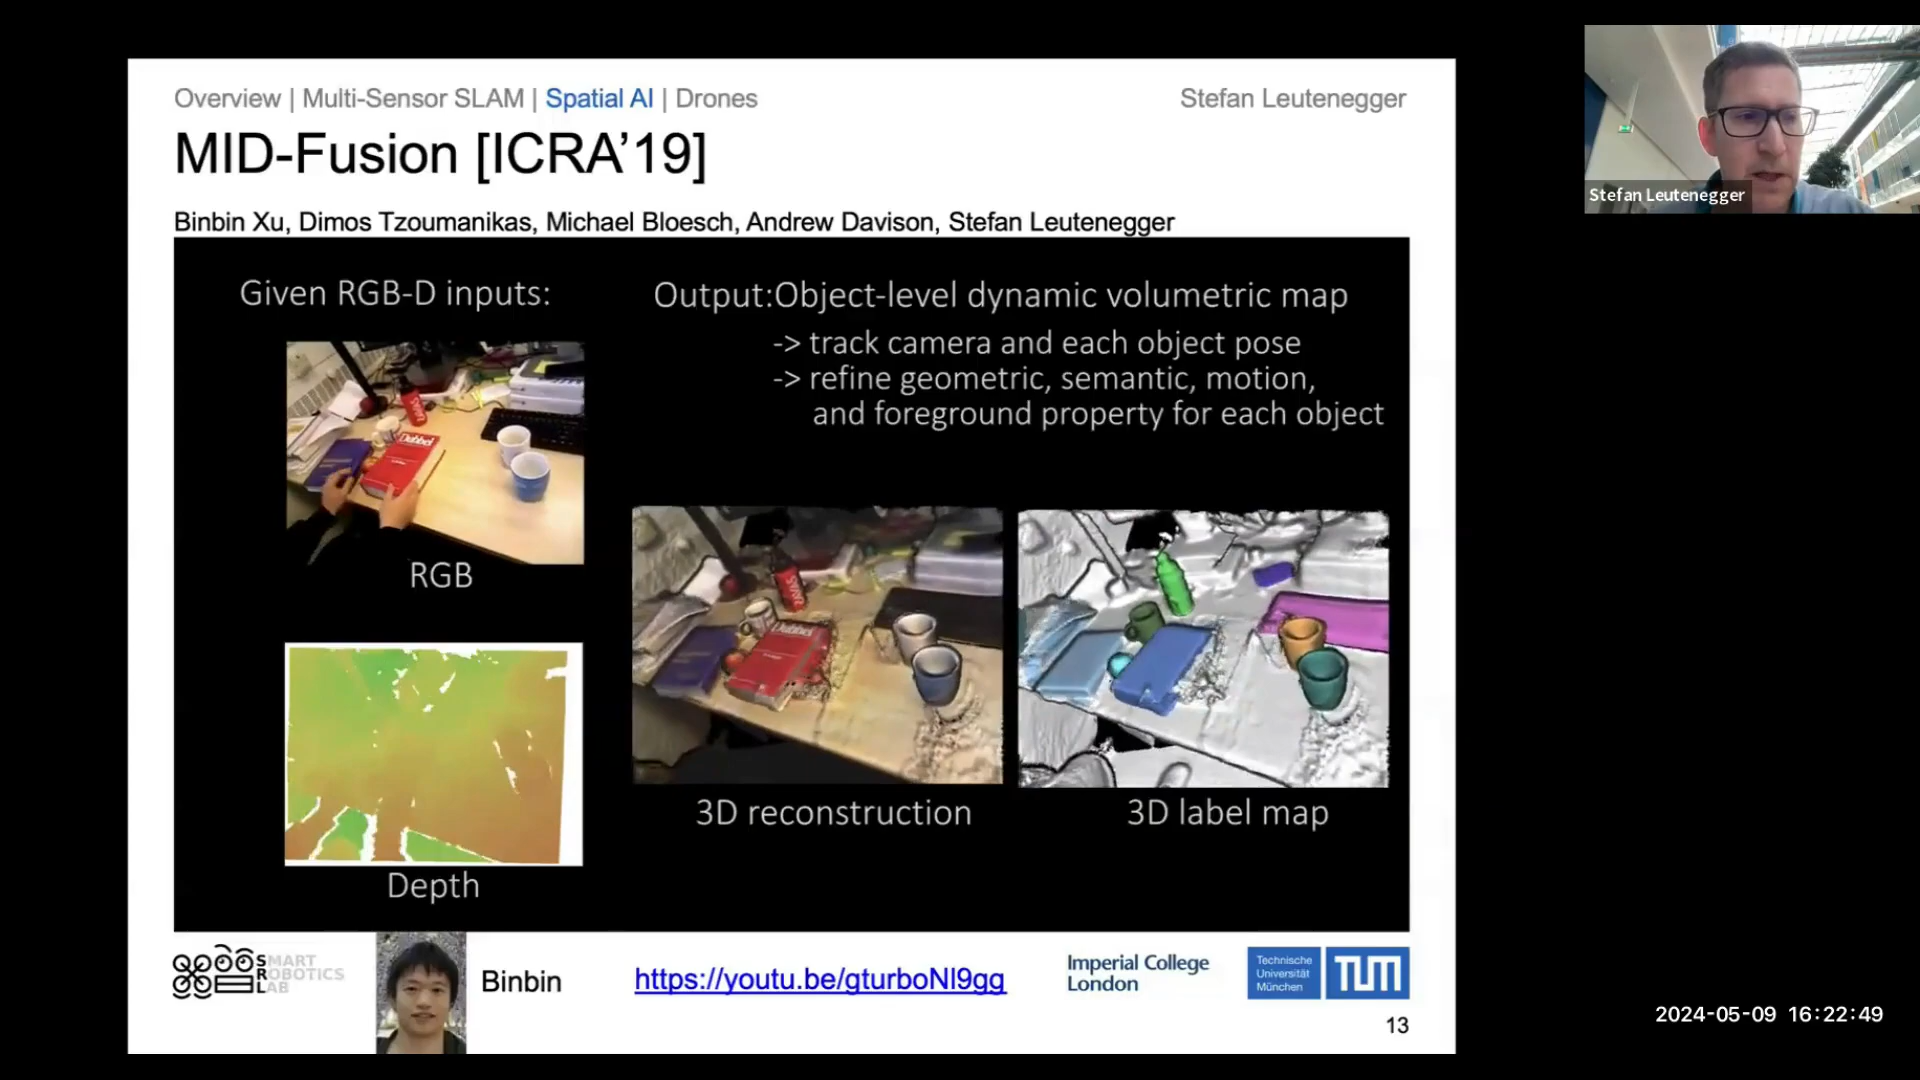 Overview | Multi-Sensor SLAM | Spatial AI | Drones
Stefan Leutenegger
MID-Fusion [ICRA’19]
Binbin Xu, Dimos Tzoumanikas, Michael Bloesch, Andrew Davison, Stefan Leutenegger
Given RGB-D inputs:
Output:Object-level dynamic volumetric map
-> track camera and each object pose
-> refine geometric, semantic, motion,
and foreground property for each object
Dubbel
RGB
Dubbel
3D reconstruction
3D label map
Depth
SMART
ROBOTICS
LAB
Binbin
https://youtu.be/gturboNl9gg
Imperial College
London
Technische
Universität
München
TUM
13
Stefan Leutenegger
2024-05-09 16:22:49